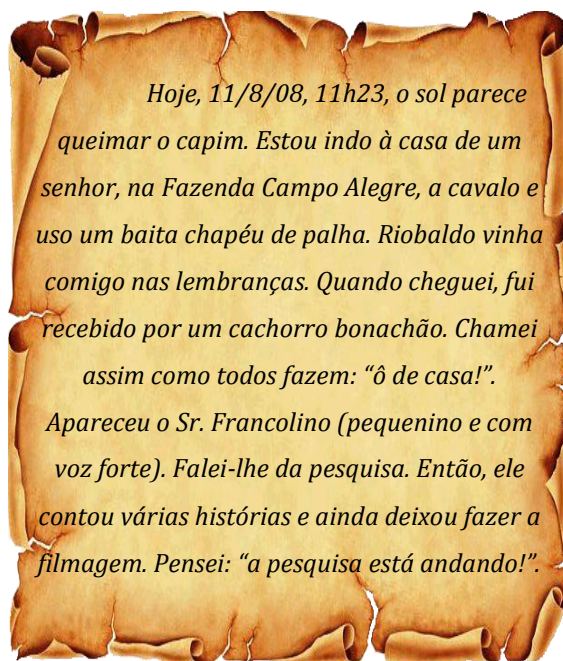 Hoje, 11/8/08, 11h23, o sol parece
queimar o capim. Estou indo à casa de um
senhor, na Fazenda Campo Alegre, a cavalo e
uso um baita chapéu de palha. Riobaldo vinha
comigo nas lembranças. Quando cheguei, fui
recebido por um cachorro bonachão. Chamei
assim como todos fazem: “ô de casa!”.
Apareceu o Sr. Francolino (pequenino e com
voz forte). Falei-lhe da pesquisa. Então, ele
contou várias histórias e ainda deixou fazer a
filmagem. Pensei: “a pesquisa está andando!”.